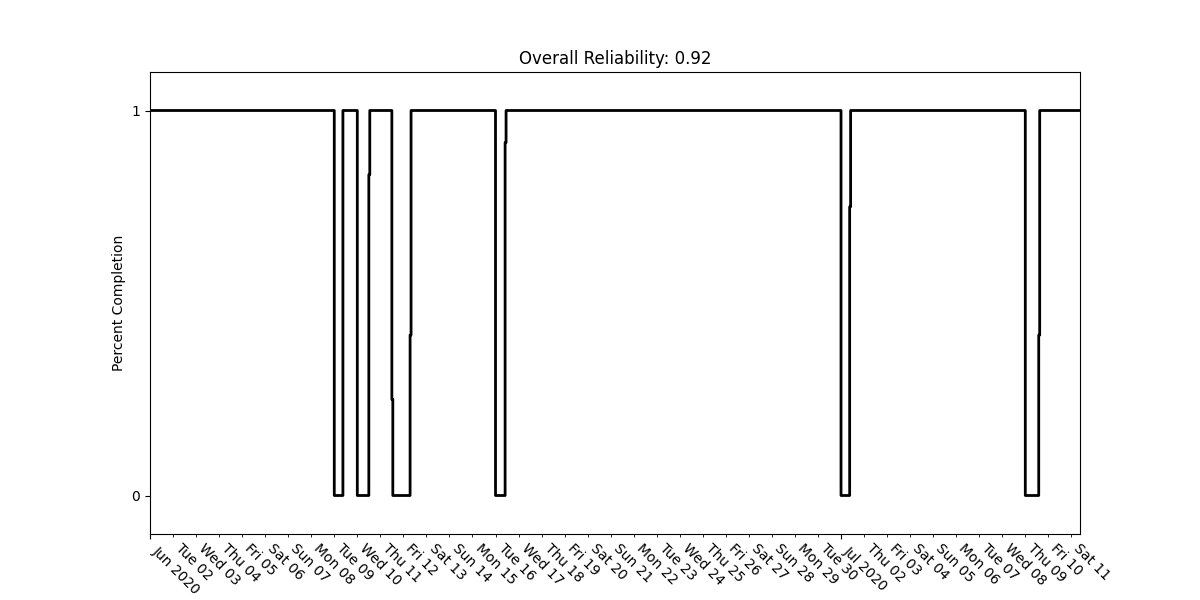 Overall Reliability: 0.92
Percent Completion
1
0
Jun 2020
Tue 02
Wed 03
Thu 04
Fri 05
Sat 06
Sun 07
Mon 08
Tue 09
Wed 10
Thu 11
Fri 12
Sat 13
Sun 14
Mon 15
Tue 16
Wed 17
Thu 18
Fri 19
Sat 20
Sun 21
Mon 22
Tue 23
Wed 24
Thu 25
Fri 26
Sat 27
Sun 28
Mon 29
Tue 30
Jul 2020
Thu 02
Fri 03
Sat 04
Sun 05
Mon 06
Tue 07
Wed 08
Thu 09
Fri 10
Sat 11